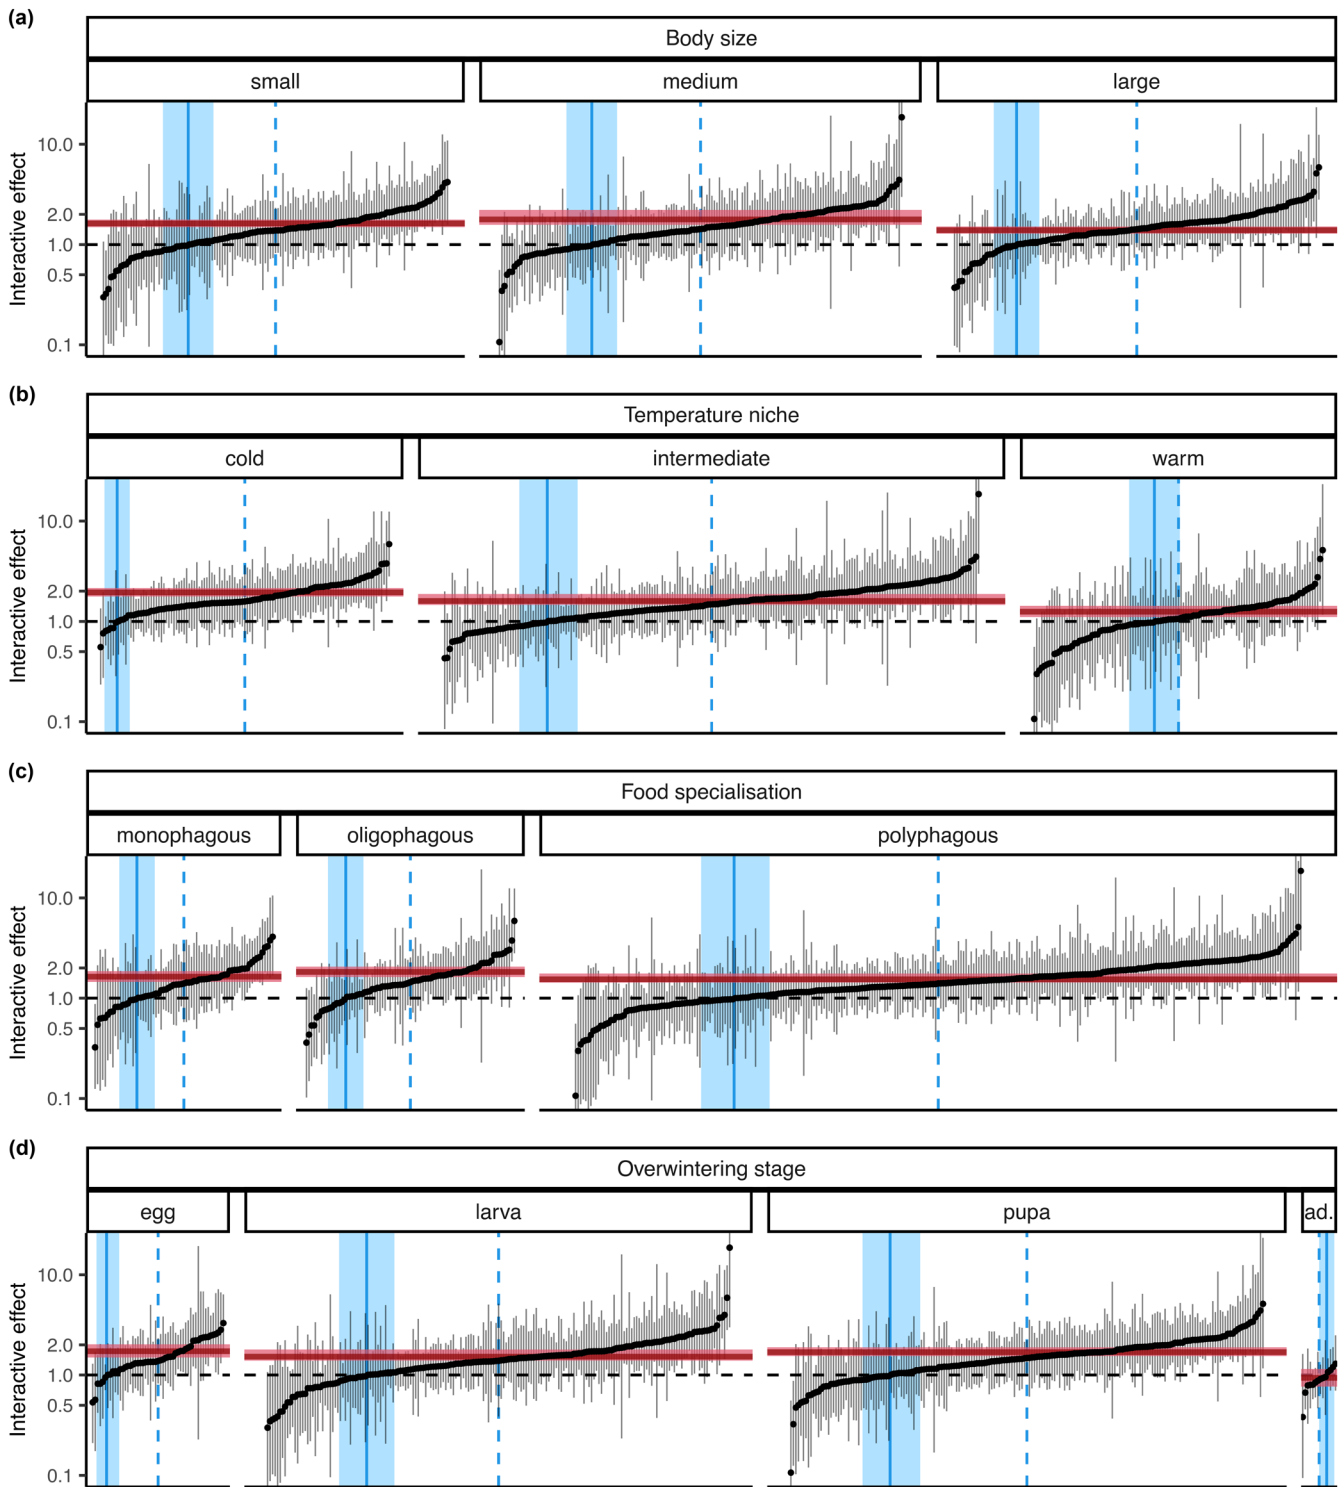 (a)
Body size
small medium large
Interactive effect
10.0
2.0
1.0
0.5
0.1
(b)
Temperature niche
cold intermediate warm
Interactive effect
10.0
2.0
1.0
0.5
0.1
(c)
Food specialisation
monophagous oligophagous polyphagous
Interactive effect
10.0
2.0
1.0
0.5
0.1
(d)
Overwintering stage
egg larva pupa ad.
Interactive effect
10.0
2.0
1.0
0.5
0.1